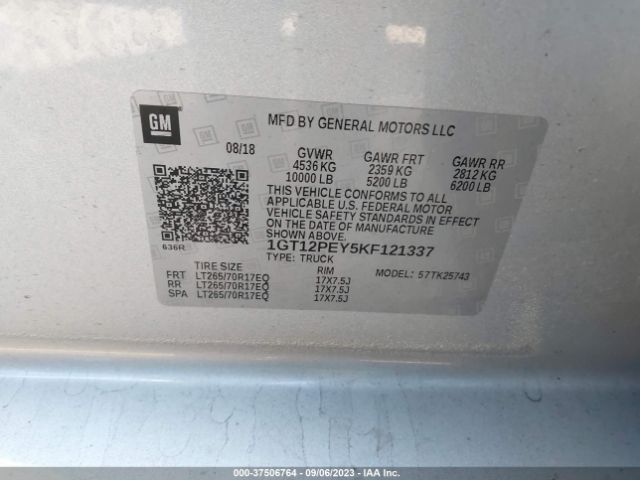 GM
MFD BY GENERAL MOTORS LLC
08/18
GVWR GAWR FRT GAWR RR
4536 KG 2359 KG 2812 KG
10000 LB 5200 LB 6200 LB
THIS VEHICLE CONFORMS TO ALL
APPLICABLE U.S. FEDERAL MOTOR
VEHICLE SAFETY STANDARDS IN EFFECT
ON THE DATE OF MANUFACTURE
SHOWN ABOVE.
636R
1GT12PEY5KF121337
TYPE: TRUCK
TIRE SIZE RIM MODEL: 57TK25743
FRT LT265/70R17EQ 17X7.5J
RR LT265/70R17EQ 17X7.5J
SPA LT265/70R17EQ 17X7.5J
000-37506764 - 09/06/2023 - IAA Inc.